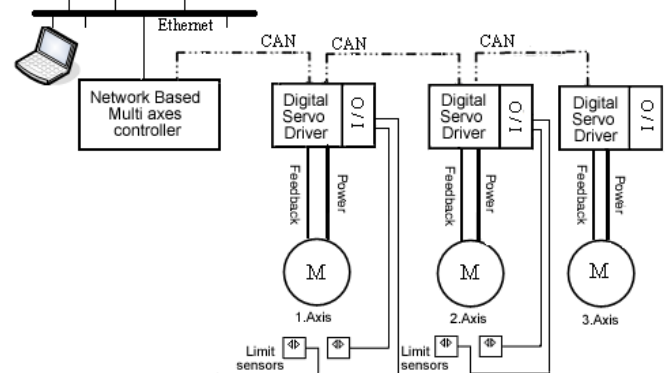 Ethernet
CAN
CAN
CAN
Network Based
Multi axes
controller
Digital
Servo
Driver
I / O
Digital
Servo
Driver
I / O
Digital
Servo
Driver
I / O
Feedback
Power
Feedback
Power
Feedback
Power
M
M
M
1.Axis
2.Axis
3.Axis
Limit
sensors
Limit
sensors